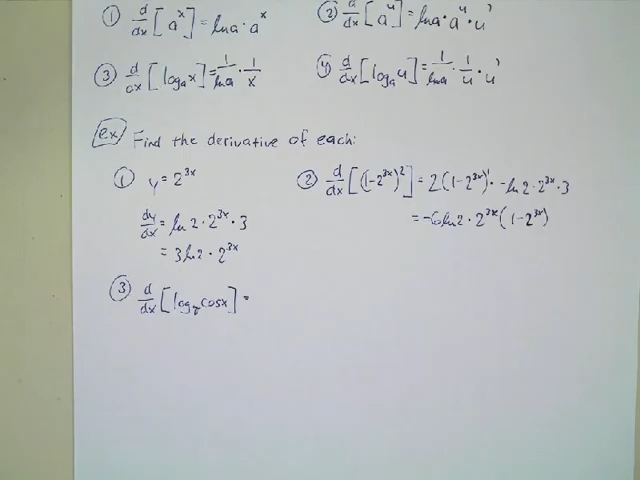 ① d/dx [a^x] = ln a · a^x
② d/dx [a^u] = ln a · a^u · u'
③ d/dx [log_a x] = 1/ln a · 1/x
④ d/dx [log_a u] = 1/ln a · 1/u · u'
ex Find the derivative of each:
① y = 2^{3x}
dy/dx = ln 2 · 2^{3x} · 3
= 3 ln 2 · 2^{3x}
② d/dx [(1-2^{3x})^2] = 2(1-2^{3x})^1 · -ln 2 · 2^{3x} · 3
= -6 ln 2 · 2^{3x} (1-2^{3x})
③ d/dx [log cos x] =